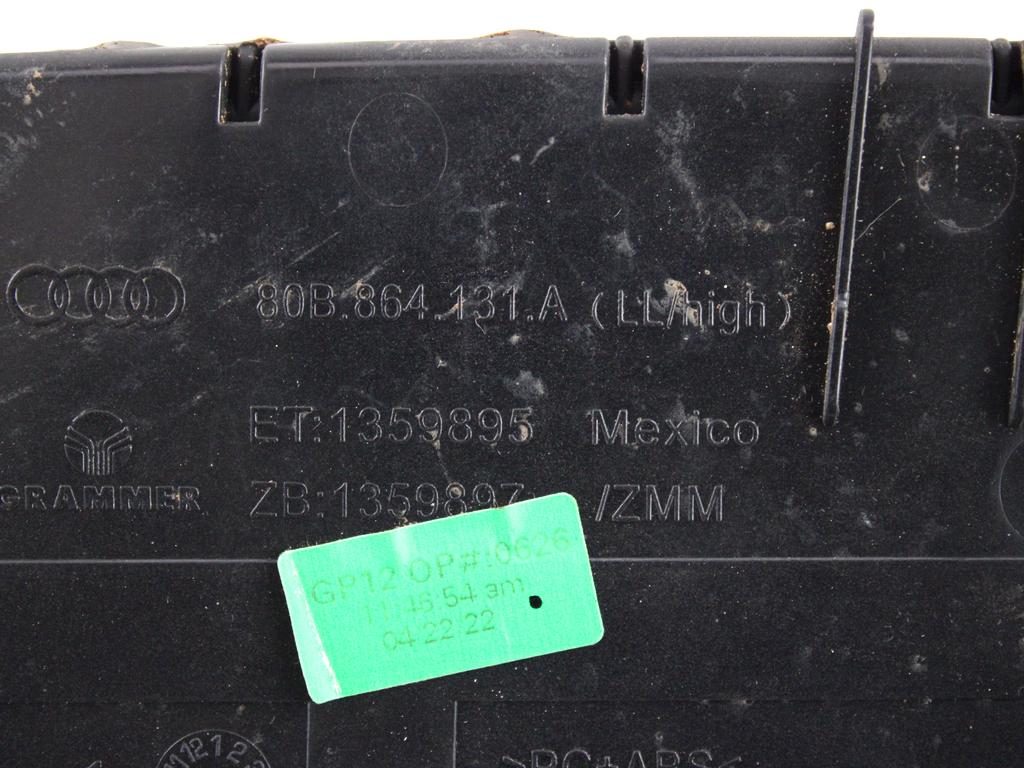 80B.864.131.A (LL/high)
ET:1359895 Mexico
GRAMMER ZB:1359897 /ZMM
GP12 OP#:0626
11:46:54 am
04 22 22
>PC+ABS<